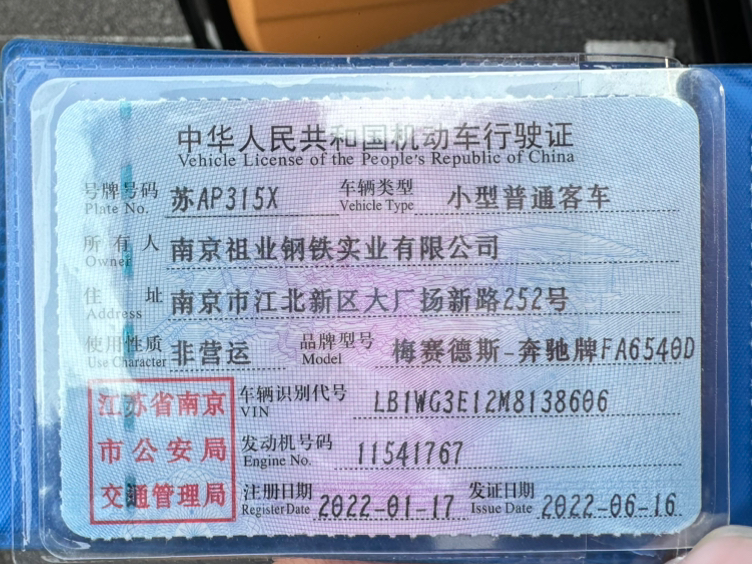 中华人民共和国机动车行驶证
Vehicle License of the People's Republic of China
号牌号码 苏AP315X 车辆类型 小型普通客车
Plate No. Vehicle Type
所有人 南京祖业钢铁实业有限公司
Owner
住址 南京市江北新区大厂扬新路252号
Address
使用性质 非营运 品牌型号 梅赛德斯-奔驰牌FA6540D
Use Character Model
江苏省南京
市公安局
交通管理局
车辆识别代号 LB1WG3E12M8138606
VIN
发动机号码 11541767
Engine No.
注册日期 2022-01-17 发证日期 2022-06-16
Register Date Issue Date